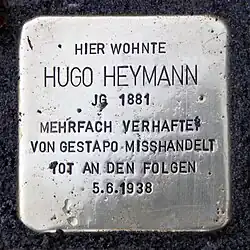 HIER WOHNTE
HUGO HEYMANN
JG 1881
MEHRFACH VERHAFTET
VON GESTAPO MISSHANDELT
TOT AN DEN FOLGEN
5.6.1938